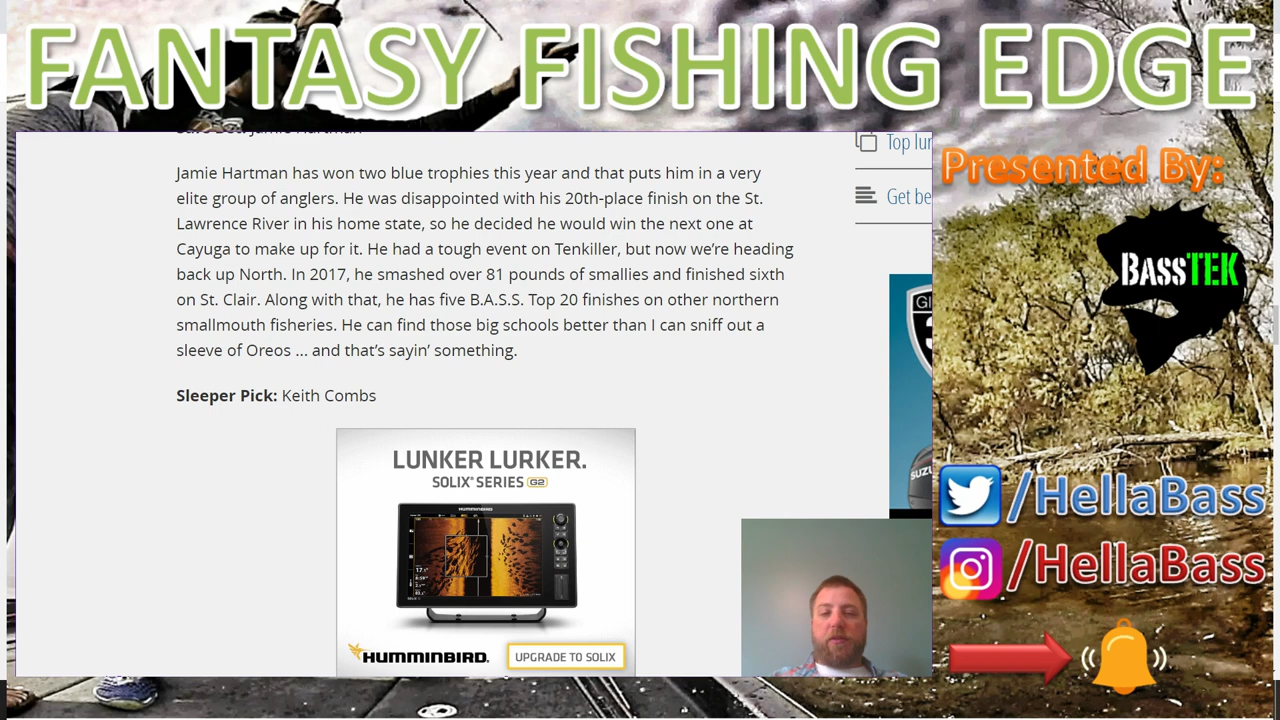 FANTASY FISHING EDGE
Presented By:
Jamie Hartman has won two blue trophies this year and that puts him in a very
elite group of anglers. He was disappointed with his 20th-place finish on the St.
Lawrence River in his home state, so he decided he would win the next one at
Cayuga to make up for it. He had a tough event on Tenkiller, but now we're heading
back up North. In 2017, he smashed over 81 pounds of smallies and finished sixth
on St. Clair. Along with that, he has five B.A.S.S. Top 20 finishes on other northern
smallmouth fisheries. He can find those big schools better than I can sniff out a
sleeve of Oreos ... and that's sayin' something.
Sleeper Pick: Keith Combs
LUNKER LURKER.
SOLIX® SERIES G2
HUMMINBIRD
HUMMINBIRD.
UPGRADE TO SOLIX
Top lur
Get be
SUZU
BASSTEK
/HellaBass
/HellaBass